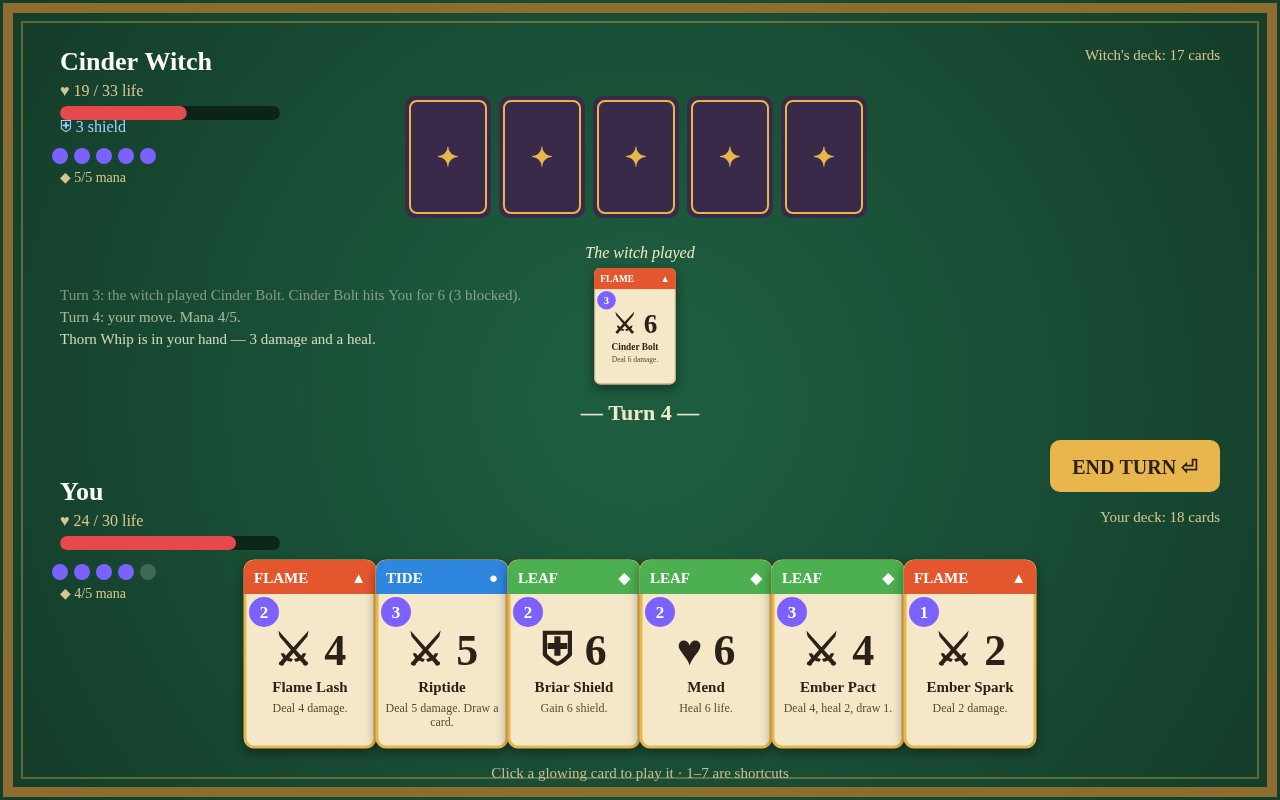 Cinder Witch
♥ 19 / 33 life
⛨ 3 shield
◆ 5/5 mana
Witch's deck: 17 cards
The witch played
FLAME ▲
3
⚔ 6
Cinder Bolt
Deal 6 damage.
Turn 3: the witch played Cinder Bolt. Cinder Bolt hits You for 6 (3 blocked).
Turn 4: your move. Mana 4/5.
Thorn Whip is in your hand — 3 damage and a heal.
— Turn 4 —
END TURN ⏎
Your deck: 18 cards
You
♥ 24 / 30 life
◆ 4/5 mana
FLAME ▲
2
⚔ 4
Flame Lash
Deal 4 damage.
TIDE ●
3
⚔ 5
Riptide
Deal 5 damage. Draw a
card.
LEAF ◆
2
⛨ 6
Briar Shield
Gain 6 shield.
LEAF ◆
2
♥ 6
Mend
Heal 6 life.
LEAF ◆
3
⚔ 4
Ember Pact
Deal 4, heal 2, draw 1.
FLAME ▲
1
⚔ 2
Ember Spark
Deal 2 damage.
Click a glowing card to play it · 1–7 are shortcuts